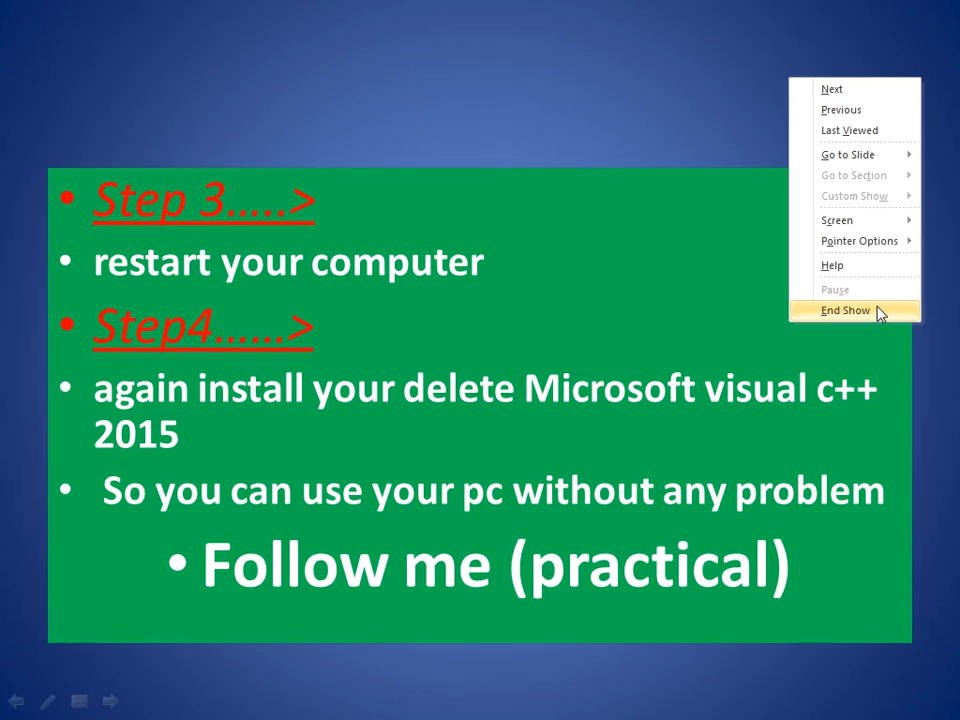 • Step 3.....>
• restart your computer
• Step4......>
• again install your delete Microsoft visual c++
2015
• So you can use your pc without any problem
• Follow me (practical)
Next
Previous
Last Viewed
Go to Slide
Go to Section
Custom Show
Screen
Pointer Options
Help
Pause
End Show